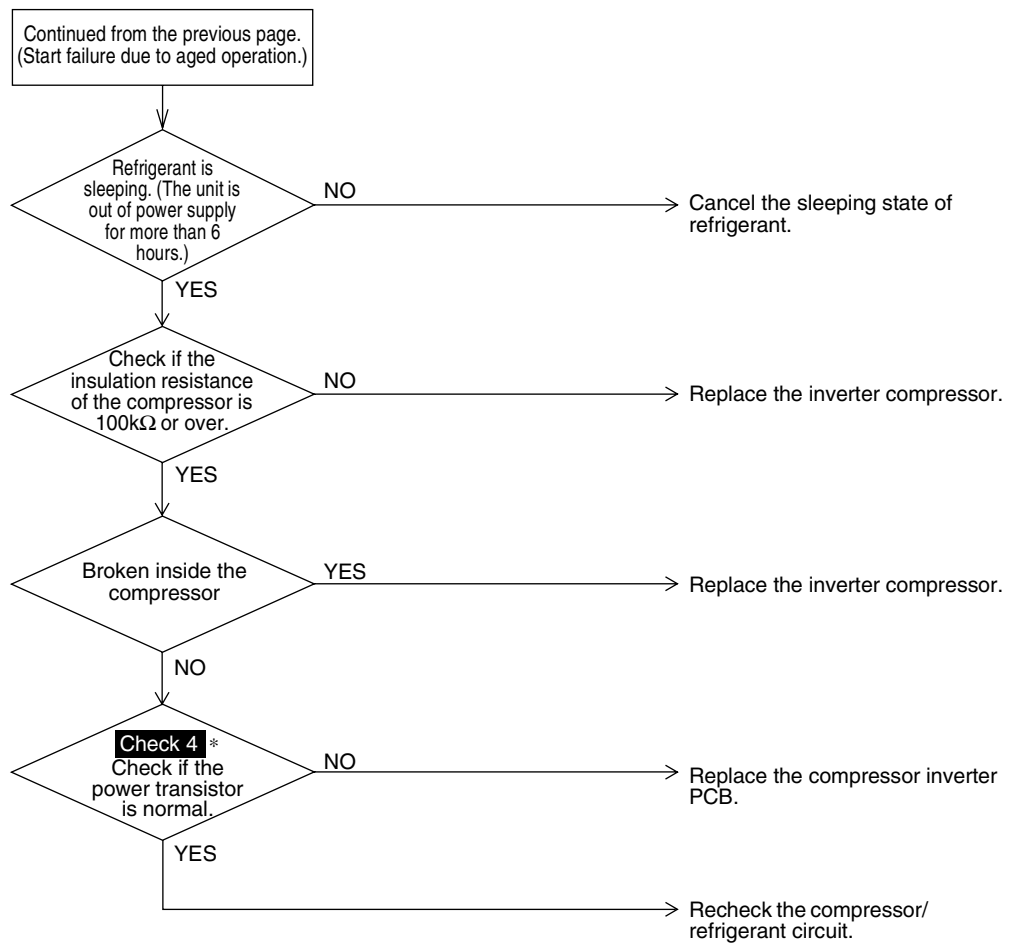 Continued from the previous page.
(Start failure due to aged operation.)
Refrigerant is
sleeping. (The unit is
out of power supply
for more than 6
hours.)
NO
Cancel the sleeping state of
refrigerant.
YES
Check if the
insulation resistance
of the compressor is
100kΩ or over.
NO
Replace the inverter compressor.
YES
Broken inside the
compressor
YES
Replace the inverter compressor.
NO
Check 4 *
Check if the
power transistor
is normal.
NO
Replace the compressor inverter
PCB.
YES
Recheck the compressor/
refrigerant circuit.